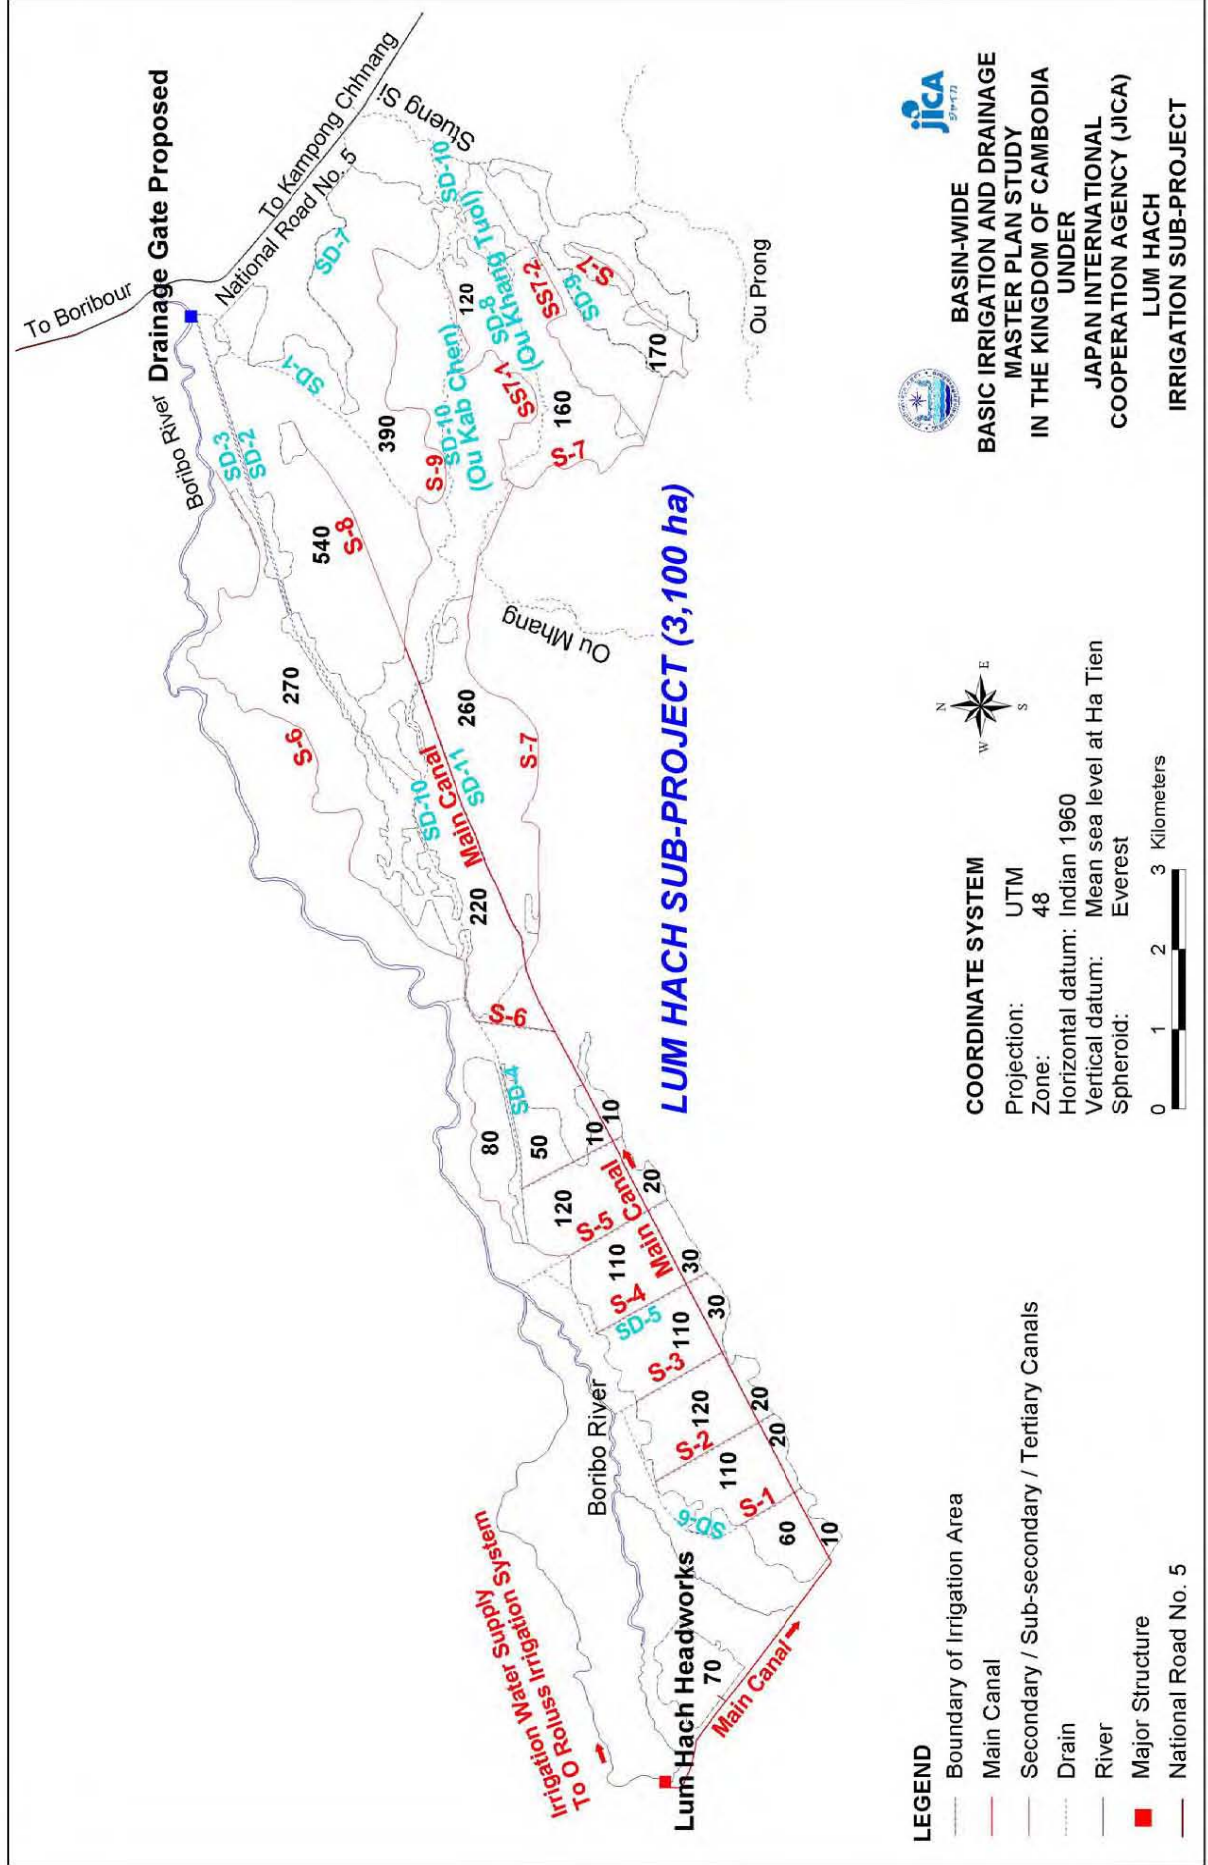 To Boribour
Drainage Gate Proposed
Boribo River
National Road No. 5
To Kampong Chhnang
Stueng Si
SD-3
SD-2
SD-1
SD-7
SD-10
390
120
S-9
SD-10
(Ou Kab Chen)
SD-8
(Ou Khang Tuol)
SS7-1
SS7-2
SD-9
S-7
160
170
S-7
Ou Prong
540
S-8
270
S-6
Ou Mhang
260
S-7
SD-10
Main Canal
SD-11
220
S-6
LUM HACH SUB-PROJECT (3,100 ha)
SD-4
80
50
10
10
120
20
S-5
Main Canal
110
30
S-4
SD-5
110
30
S-3
120
20
S-2
110
20
S-1
SD-6
60
10
Boribo River
Irrigation Water Supply
To O Roluss Irrigation System
Lum Hach Headworks
70
Main Canal
LEGEND
Boundary of Irrigation Area
Main Canal
Secondary / Sub-secondary / Tertiary Canals
Drain
River
Major Structure
National Road No. 5
COORDINATE SYSTEM
Projection: UTM
Zone: 48
Horizontal datum: Indian 1960
Vertical datum: Mean sea level at Ha Tien
Spheroid: Everest
0 1 2 3 Kilometers
N
W
E
S
jica
ジャイカ
BASIN-WIDE
BASIC IRRIGATION AND DRAINAGE
MASTER PLAN STUDY
IN THE KINGDOM OF CAMBODIA
UNDER
JAPAN INTERNATIONAL
COOPERATION AGENCY (JICA)
LUM HACH
IRRIGATION SUB-PROJECT